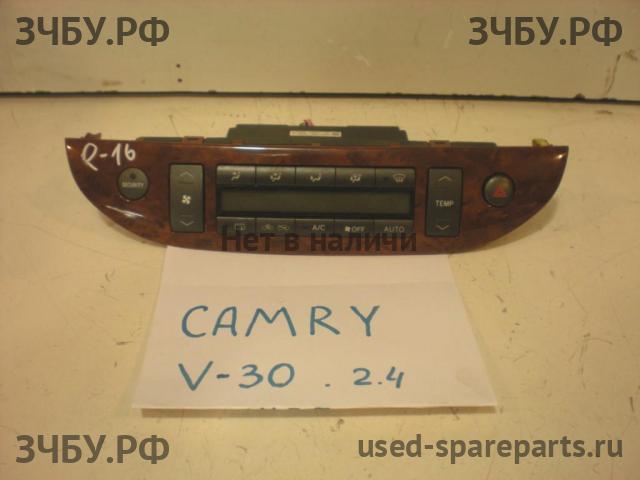 ЗЧБУ.РФ
ЗЧБУ.РФ
Q-16
SECURITY
TEMP
A/C
OFF
AUTO
Нет в наличии
CAMRY
V-30 . 2.4
ЗЧБУ.РФ
used-spareparts.ru